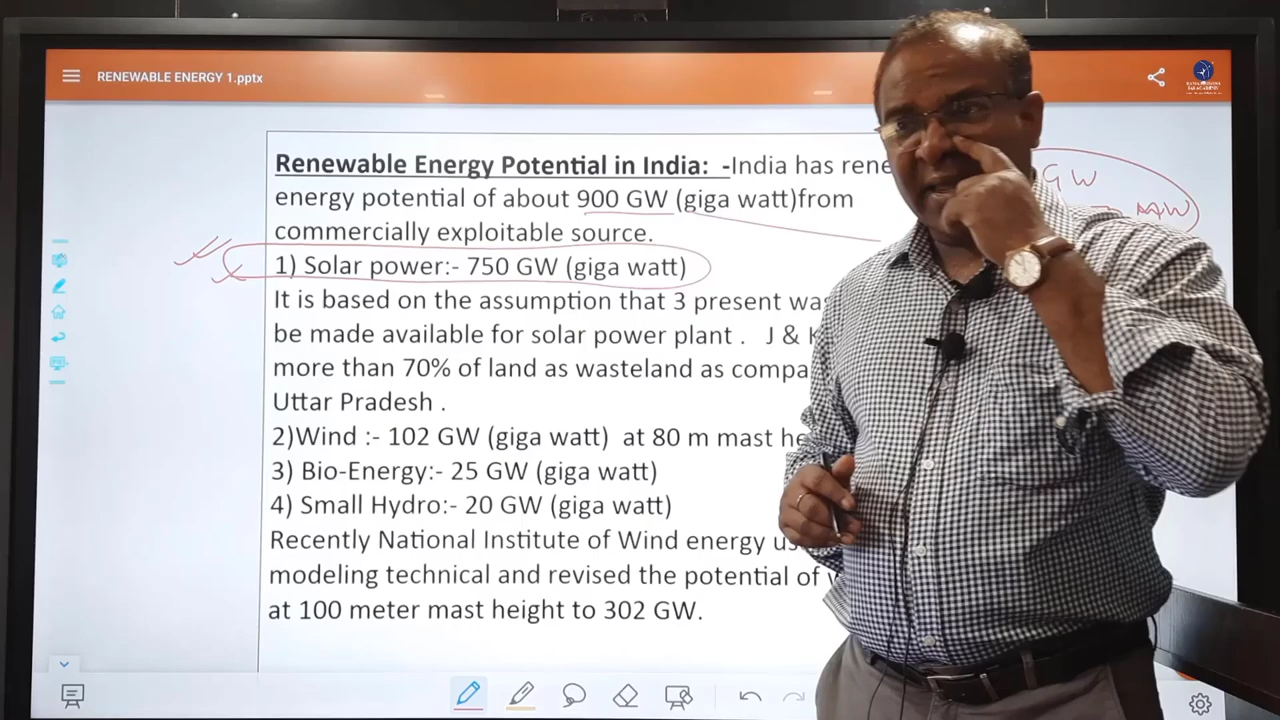 RENEWABLE ENERGY 1.pptx
Renewable Energy Potential in India: -India has rene
energy potential of about 900 GW (giga watt)from
commercially exploitable source.
1) Solar power:- 750 GW (giga watt)
It is based on the assumption that 3 present was
be made available for solar power plant . J & K
more than 70% of land as wasteland as compa
Uttar Pradesh .
2)Wind :- 102 GW (giga watt) at 80 m mast he
3) Bio-Energy:- 25 GW (giga watt)
4) Small Hydro:- 20 GW (giga watt)
Recently National Institute of Wind energy us
modeling technical and revised the potential of
at 100 meter mast height to 302 GW.
GW
MW